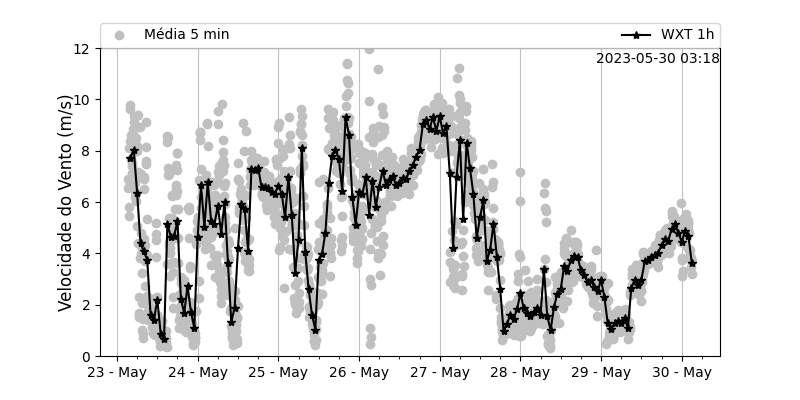 Média 5 min
WXT 1h
2023-05-30 03:18
Velocidade do Vento (m/s)
12
10
8
6
4
2
0
23 - May
24 - May
25 - May
26 - May
27 - May
28 - May
29 - May
30 - May